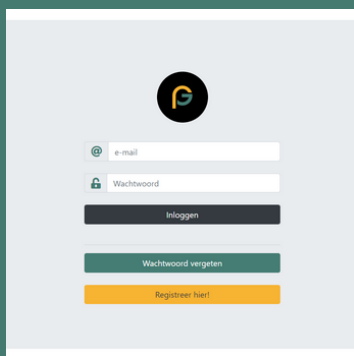 @ e-mail
Wachtwoord
Inloggen
Wachtwoord vergeten
Registreer hier!